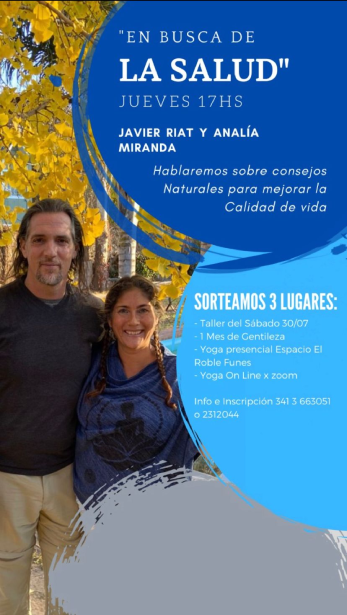 "EN BUSCA DE
LA SALUD"
JUEVES 17HS
JAVIER RIAT Y ANALÍA
MIRANDA
Hablaremos sobre consejos
Naturales para mejorar la
Calidad de vida
SORTEAMOS 3 LUGARES:
- Taller del Sábado 30/07
- 1 Mes de Gentileza
- Yoga presencial Espacio El
Roble Funes
- Yoga On Line x zoom
Info e Inscripción 341 3 663051
o 2312044